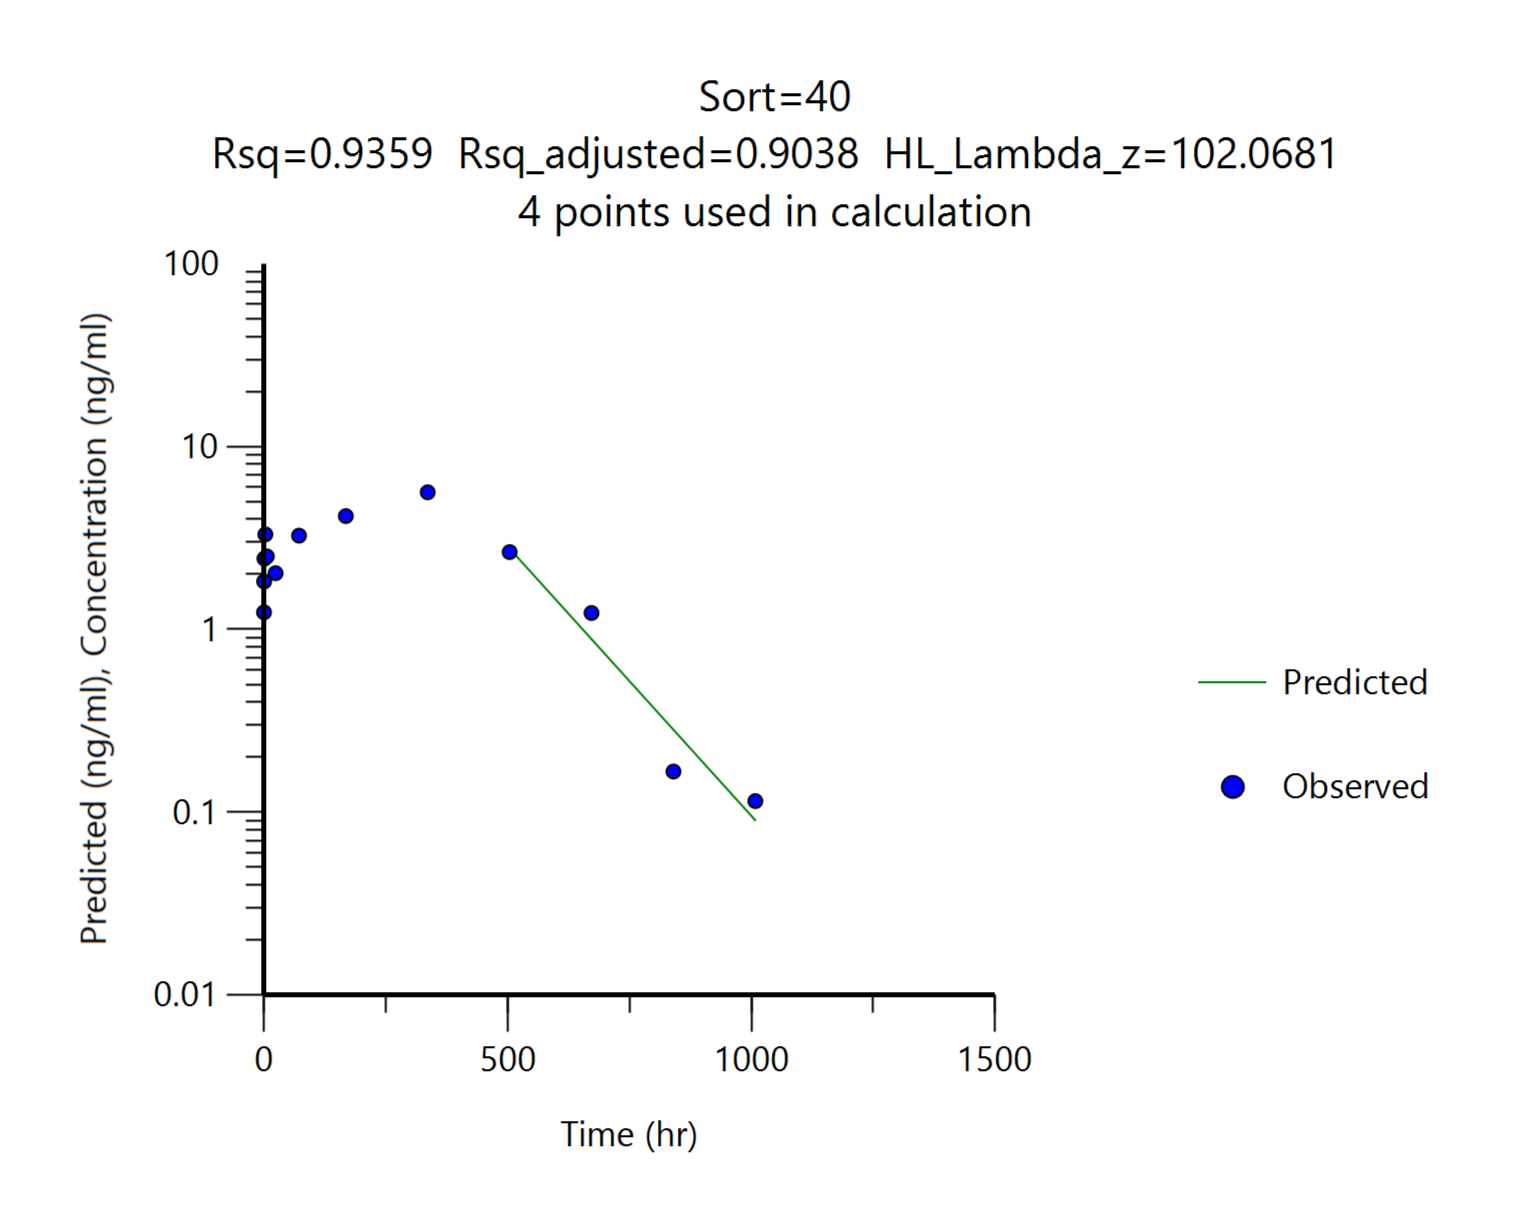 Sort=40
Rsq=0.9359 Rsq_adjusted=0.9038 HL_Lambda_z=102.0681
4 points used in calculation
Predicted (ng/ml), Concentration (ng/ml)
100
10
1
0.1
0.01
0 500 1000 1500
Time (hr)
Predicted
Observed